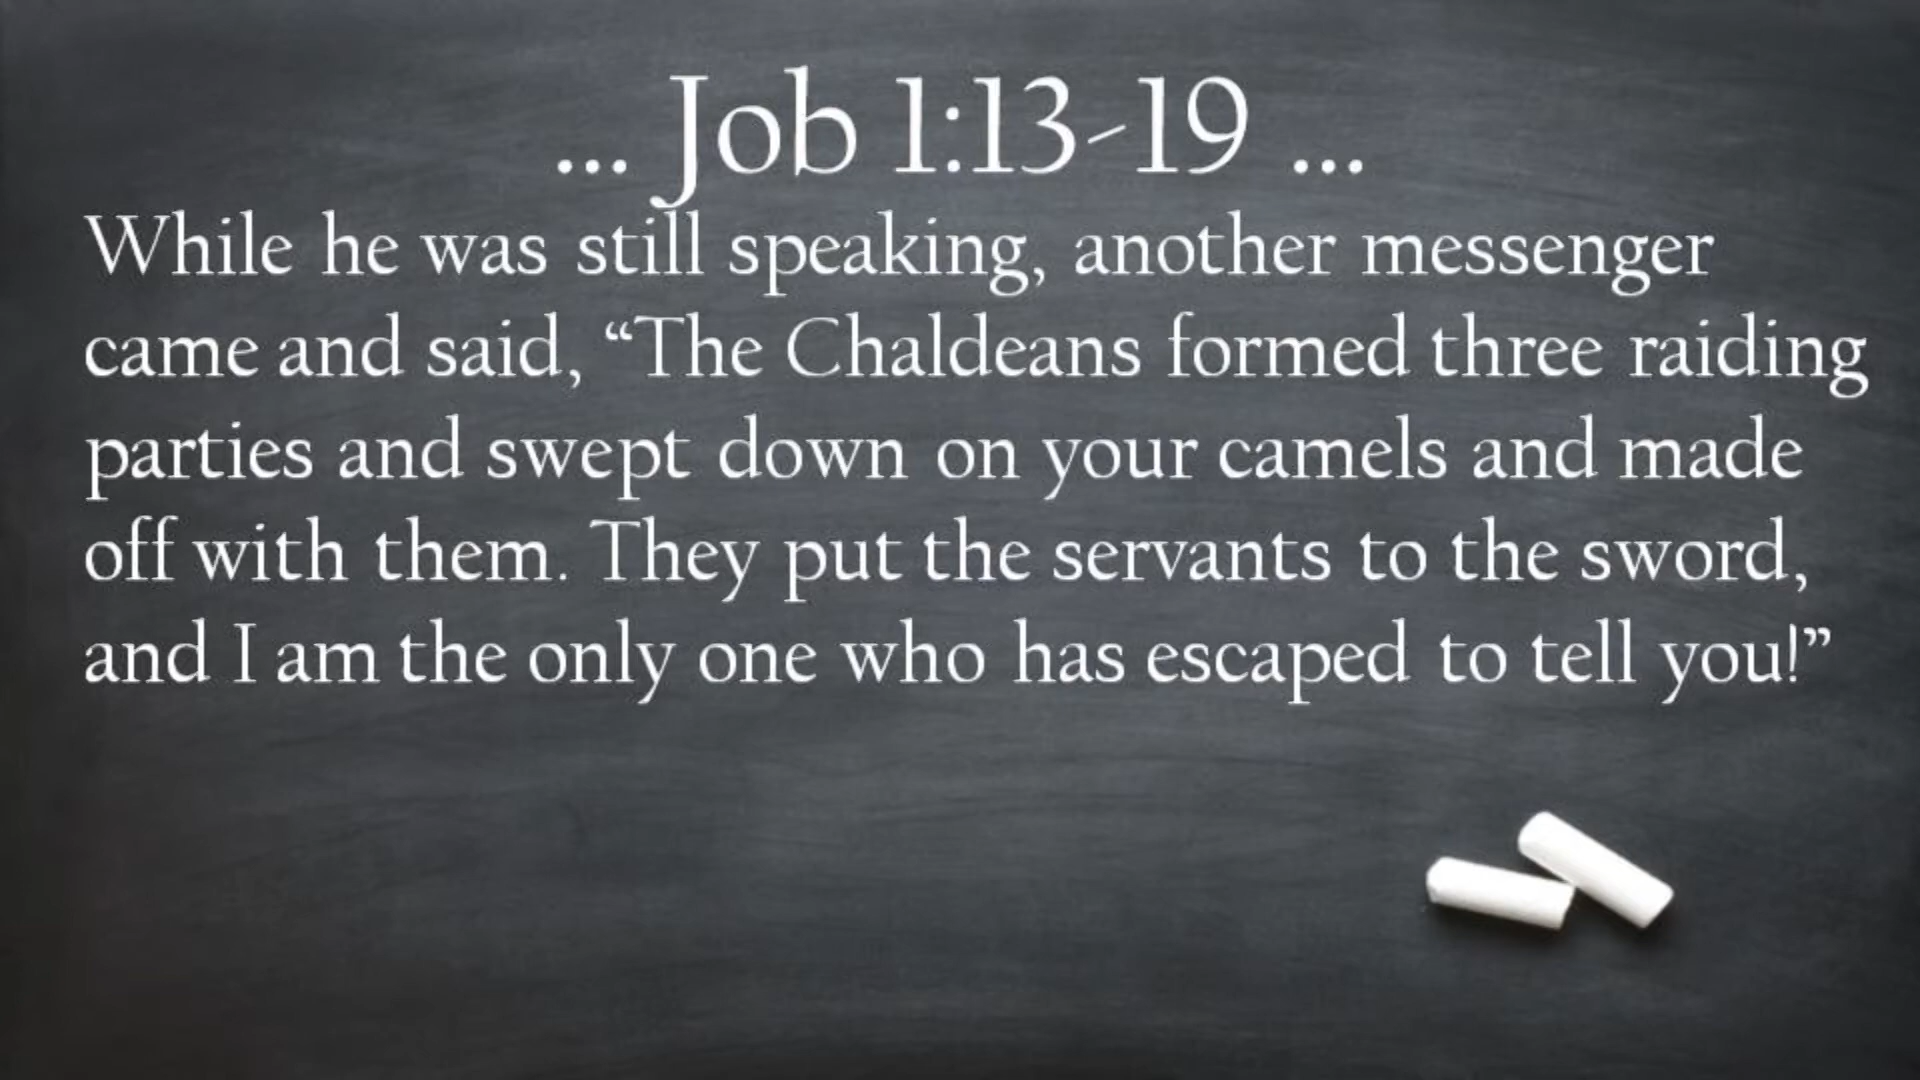 ... Job 1:13-19 ...
While he was still speaking, another messenger
came and said, “The Chaldeans formed three raiding
parties and swept down on your camels and made
off with them. They put the servants to the sword,
and I am the only one who has escaped to tell you!”